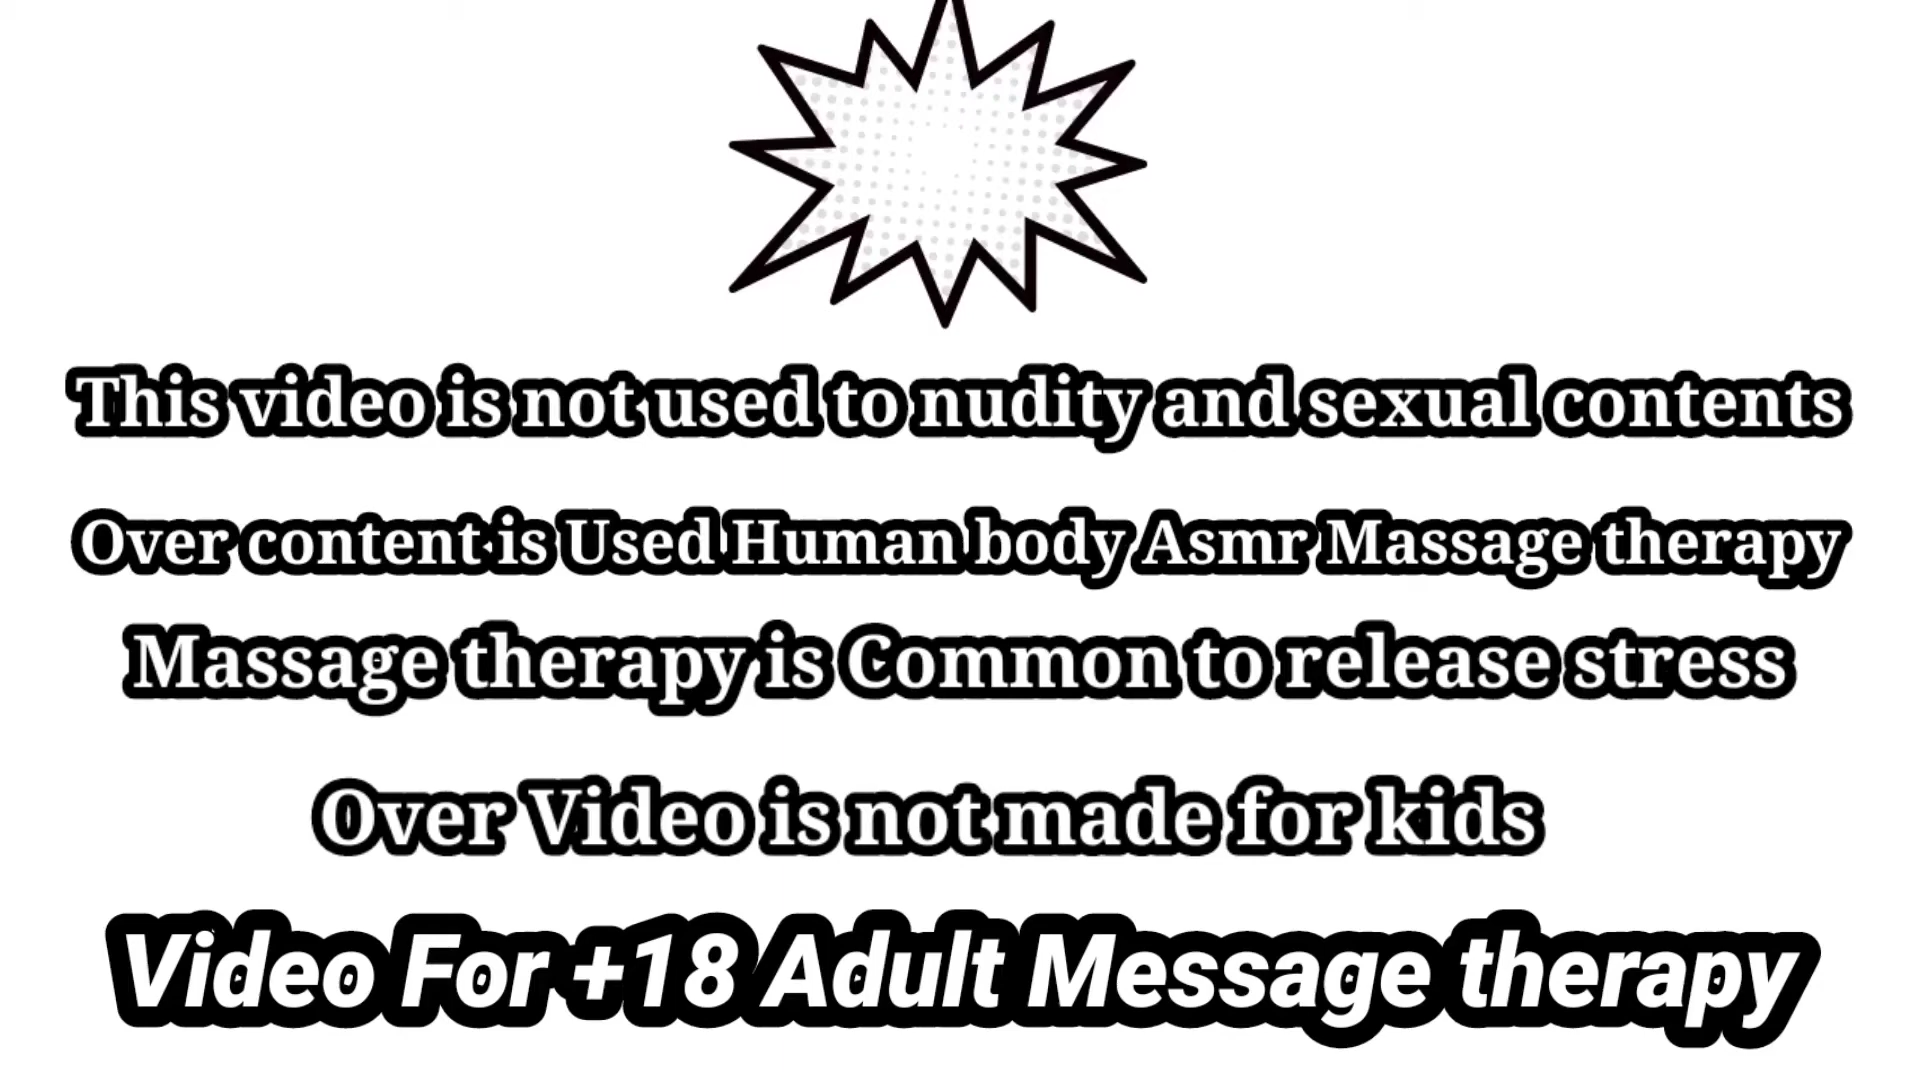 This video is not used to nudity and sexual contents
Over content is Used Human body Asmr Massage therapy
Massage therapy is Common to release stress
Over Video is not made for kids
Video For +18 Adult Message therapy